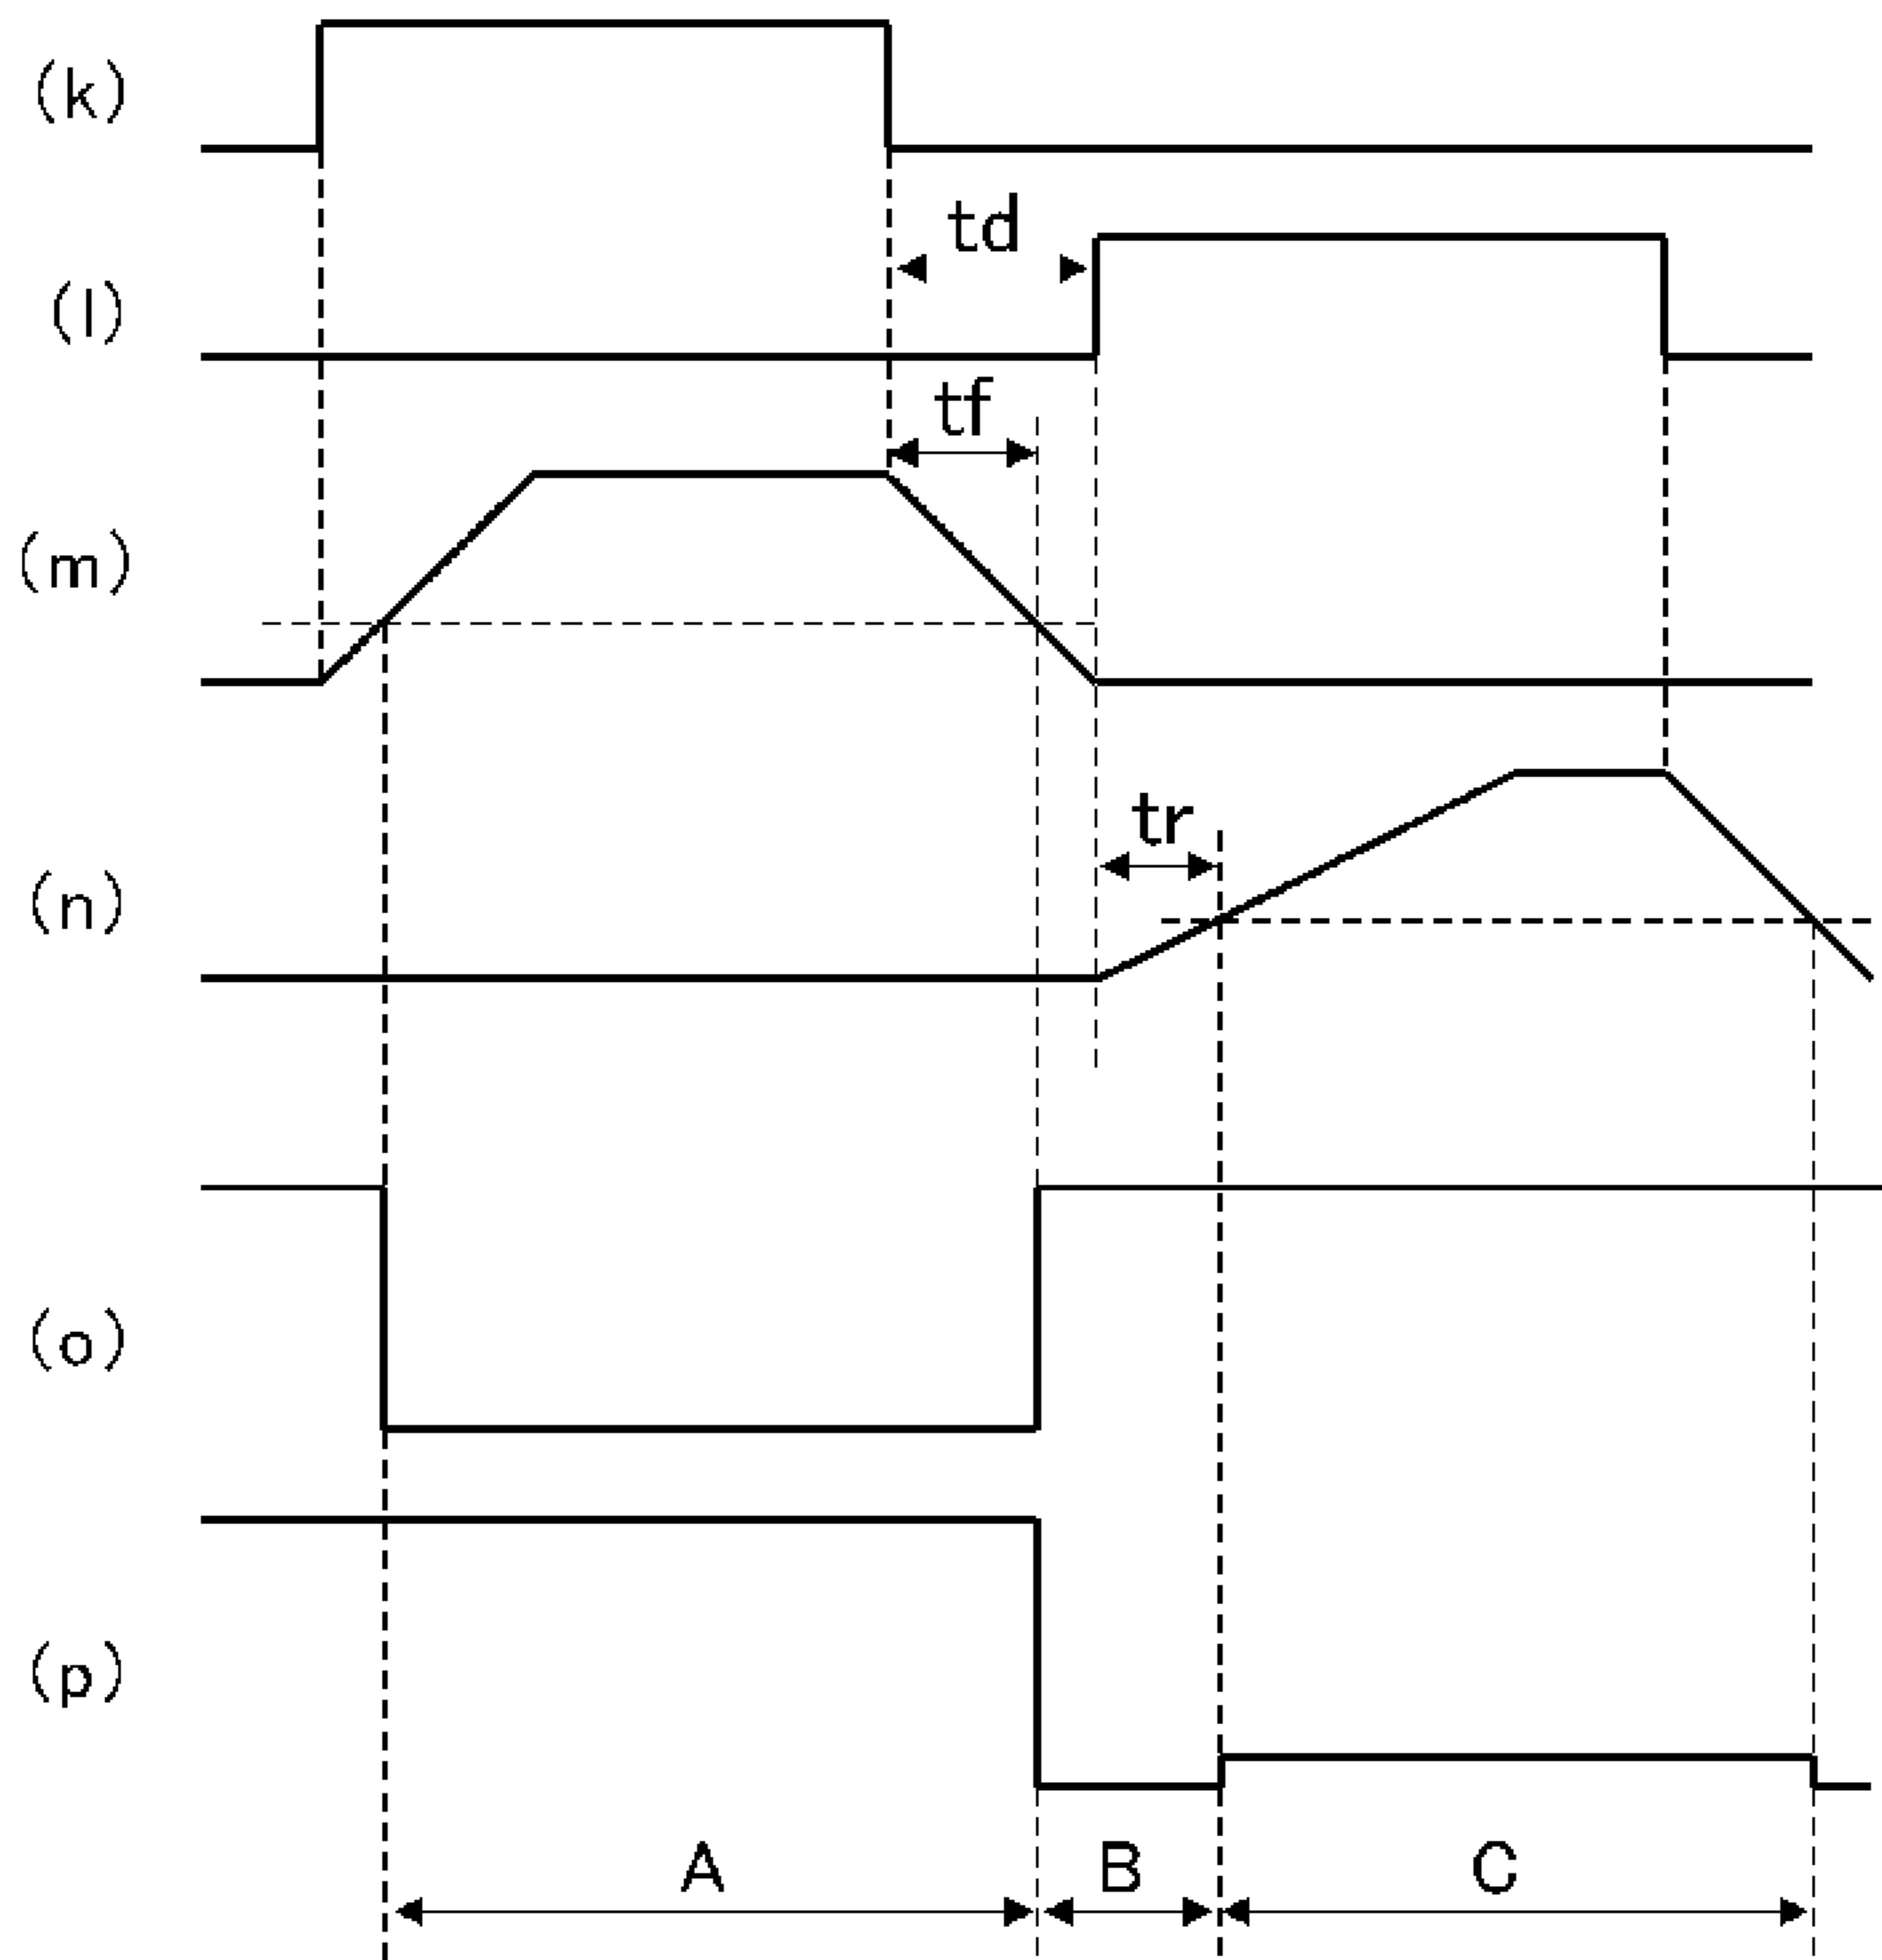 (k)
td
(l)
tf
(m)
tr
(n)
(o)
(p)
A B C